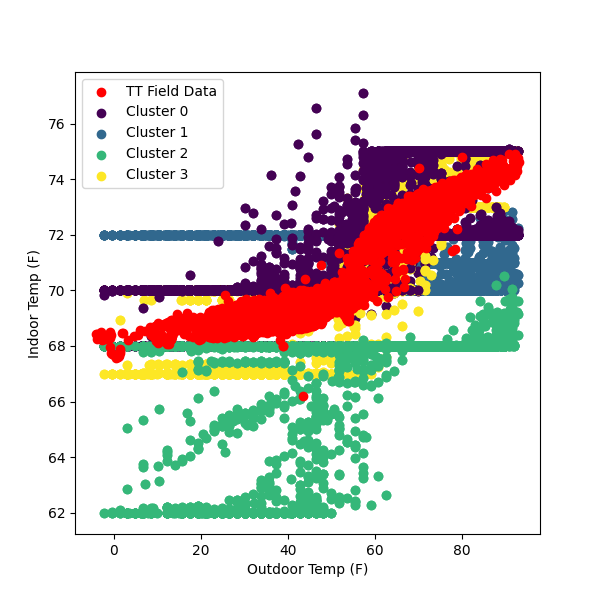 TT Field Data
Cluster 0
Cluster 1
Cluster 2
Cluster 3
76
74
72
70
68
66
64
62
Indoor Temp (F)
0 20 40 60 80
Outdoor Temp (F)